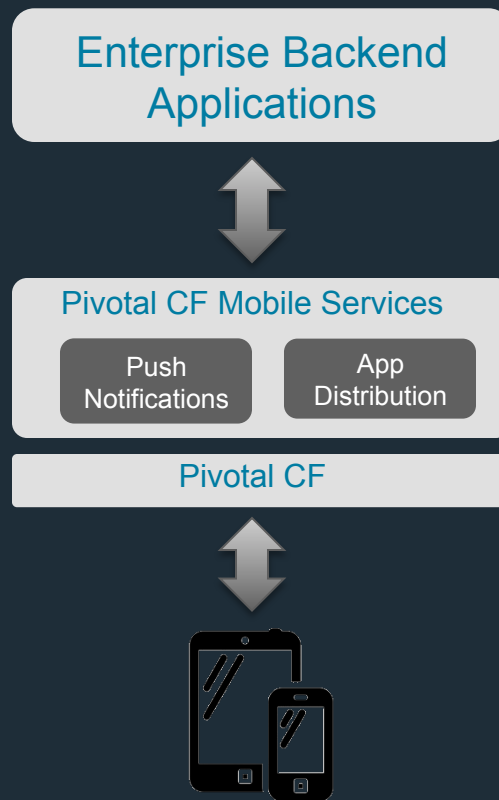 Enterprise Backend
Applications
Pivotal CF Mobile Services
Push
Notifications
App
Distribution
Pivotal CF